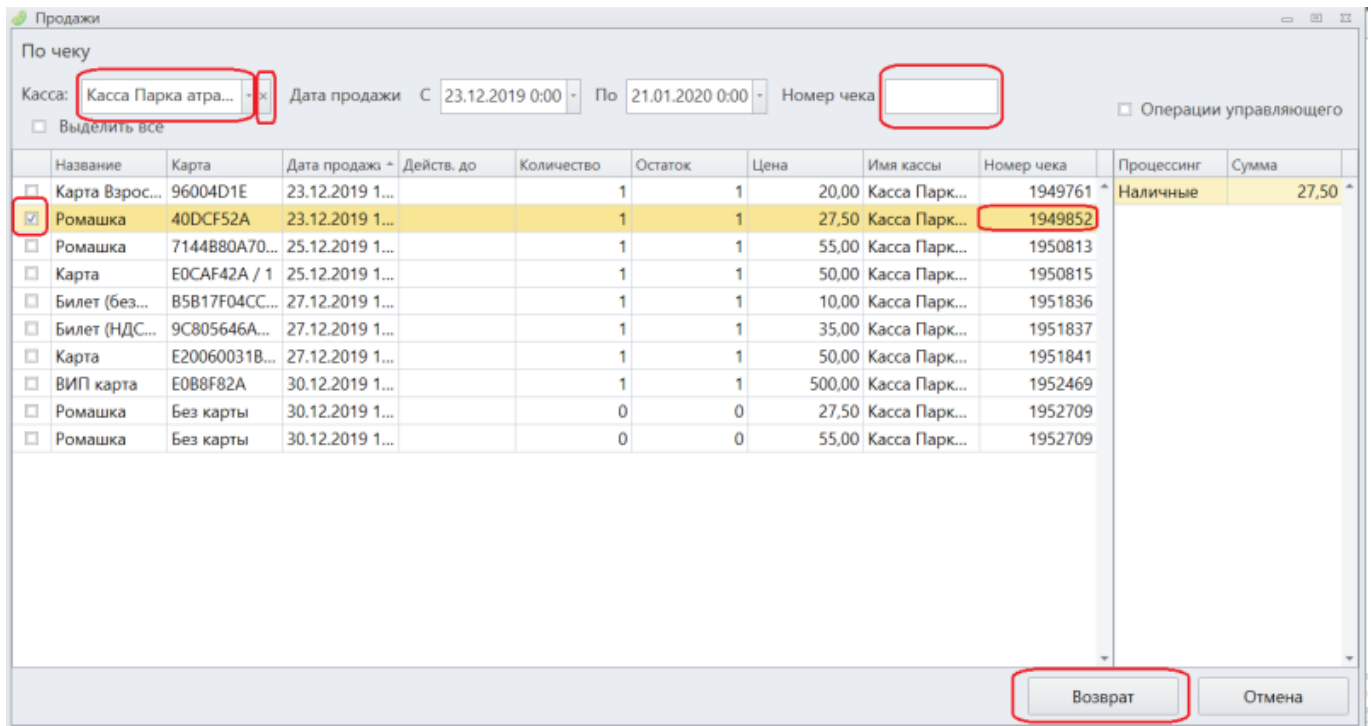 Продажи
По чеку
Касса: Касса Парка атра... Дата продажи С 23.12.2019 0:00 По 21.01.2020 0:00 Номер чека
Операции управляющего
Выделить все
Название Карта Дата продажи Действ. до Количество Остаток Цена Имя кассы Номер чека Процессинг Сумма
Карта Взрос... 96004D1E 23.12.2019 1... 1 1 20,00 Касса Парк... 1949761 Наличные 27,50
Ромашка 40DCF52A 23.12.2019 1... 1 1 27,50 Касса Парк... 1949852
Ромашка 7144B80A70... 25.12.2019 1... 1 1 55,00 Касса Парк... 1950813
Карта E0CAF42A / 1 25.12.2019 1... 1 1 50,00 Касса Парк... 1950815
Билет (без... B5B17F04CC... 27.12.2019 1... 1 1 10,00 Касса Парк... 1951836
Билет (НДС... 9C805646A... 27.12.2019 1... 1 1 35,00 Касса Парк... 1951837
Карта E20060031B... 27.12.2019 1... 1 1 50,00 Касса Парк... 1951841
ВИП карта E0B8F82A 30.12.2019 1... 1 1 500,00 Касса Парк... 1952469
Ромашка Без карты 30.12.2019 1... 0 0 27,50 Касса Парк... 1952709
Ромашка Без карты 30.12.2019 1... 0 0 55,00 Касса Парк... 1952709
Возврат Отмена